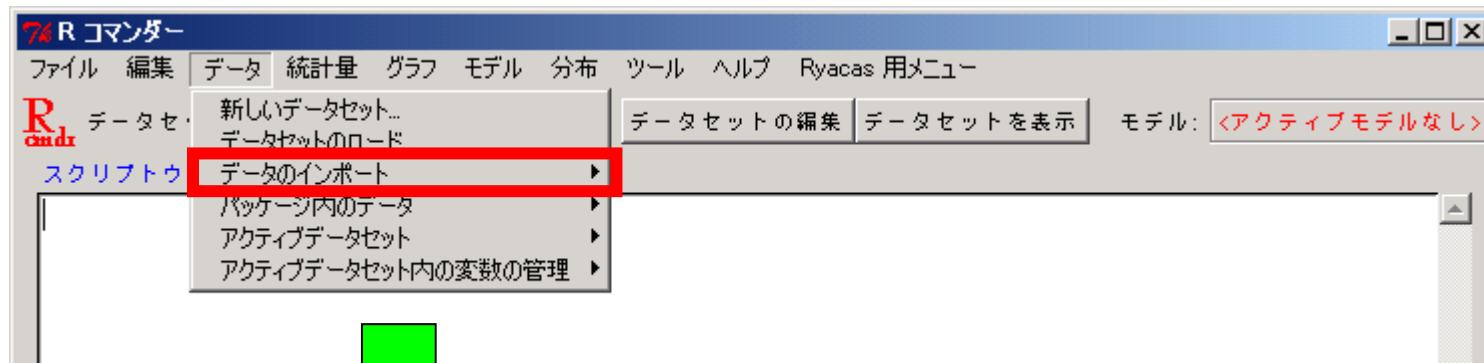 R コマンダー
ファイル 編集 データ 統計量 グラフ モデル 分布 ツール ヘルプ Ryacas 用メニュー
R cmdr データセ データセットの編集 データセットを表示 モデル: <アクティブモデルなし>
新しいデータセット...
データセットのロード
スクリプトウ
データのインポート
パッケージ内のデータ
アクティブデータセット
アクティブデータセット内の変数の管理